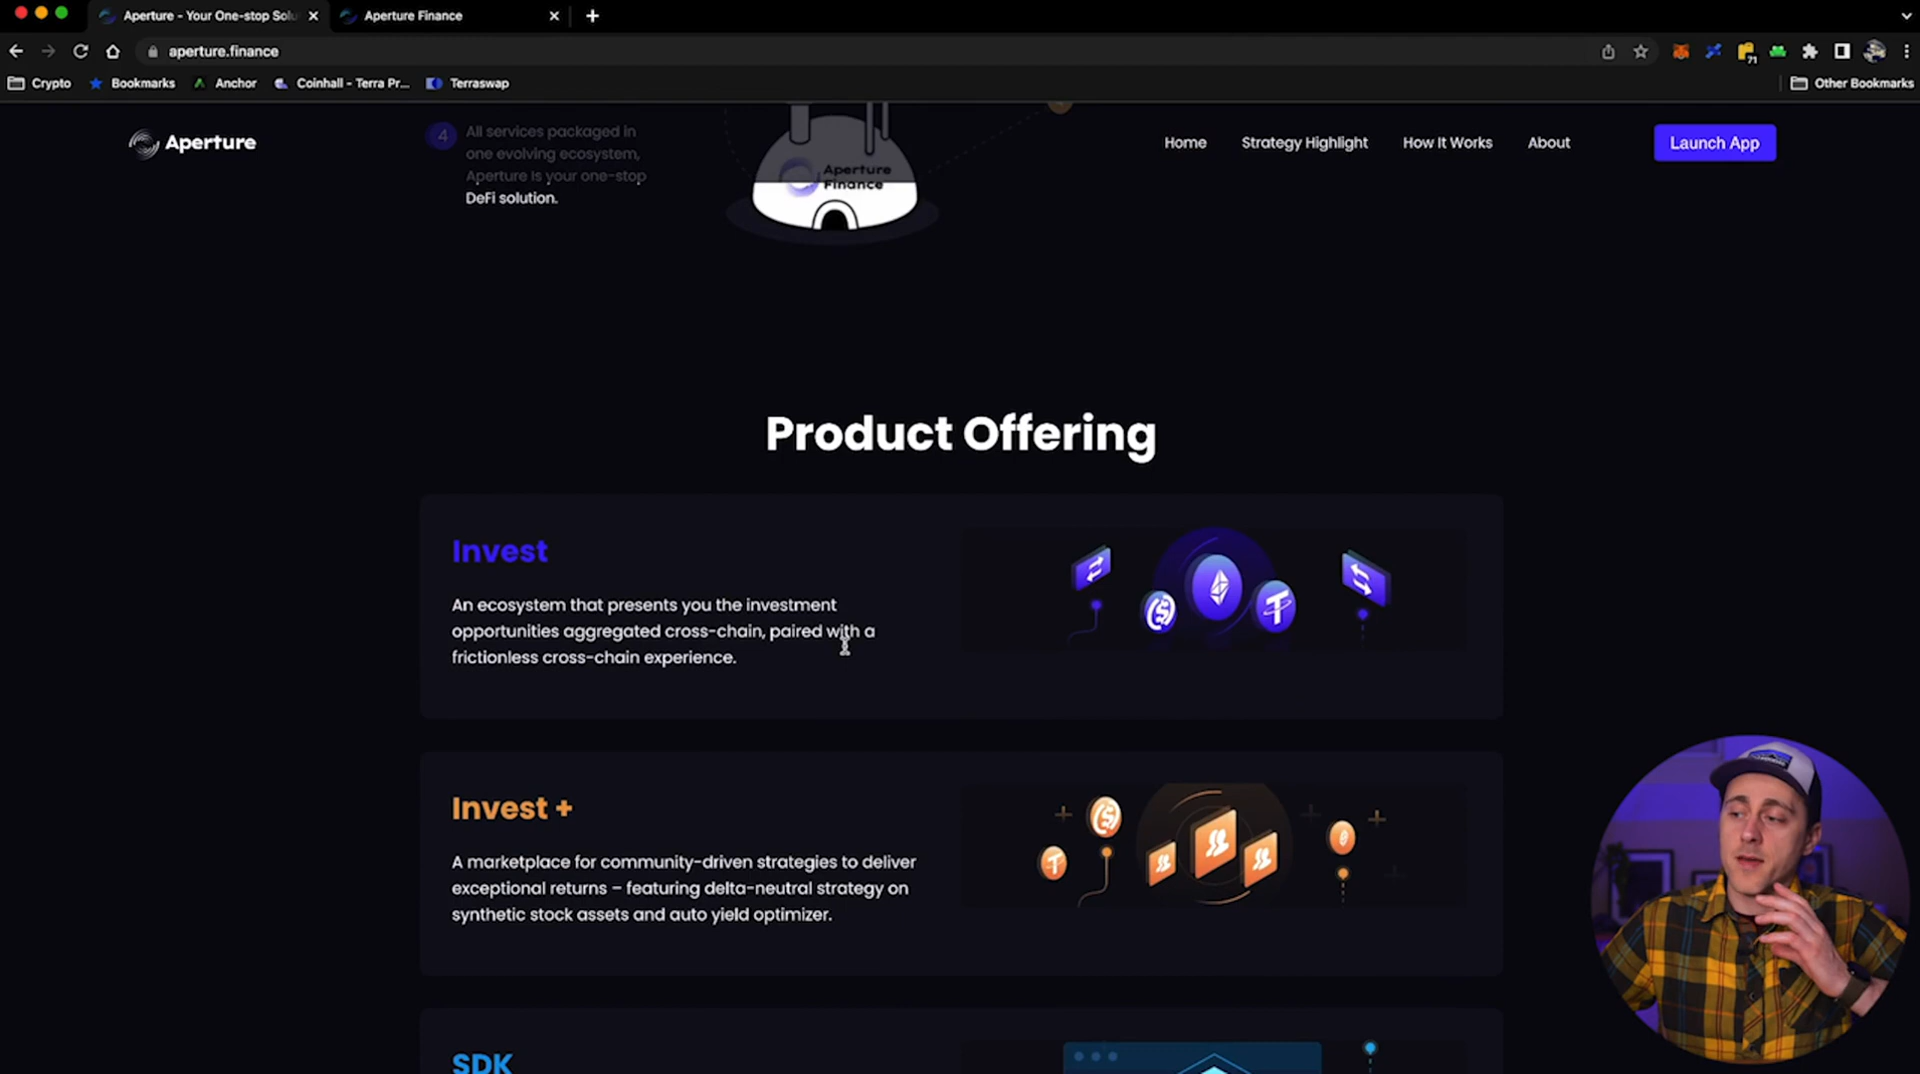 Aperture - Your One-stop Solu
Aperture Finance
aperture.finance
71
Crypto
Bookmarks
Anchor
Coinhall - Terra Pr...
Terraswap
Other Bookmarks
Aperture
Home
Strategy Highlight
How It Works
About
Launch App
4
All services packaged in
one evolving ecosystem,
Aperture is your one-stop
DeFi solution.
Aperture
Finance
Product Offering
Invest
An ecosystem that presents you the investment
opportunities aggregated cross-chain, paired with a
frictionless cross-chain experience.
Invest +
A marketplace for community-driven strategies to deliver
exceptional returns – featuring delta-neutral strategy on
synthetic stock assets and auto yield optimizer.
SDK